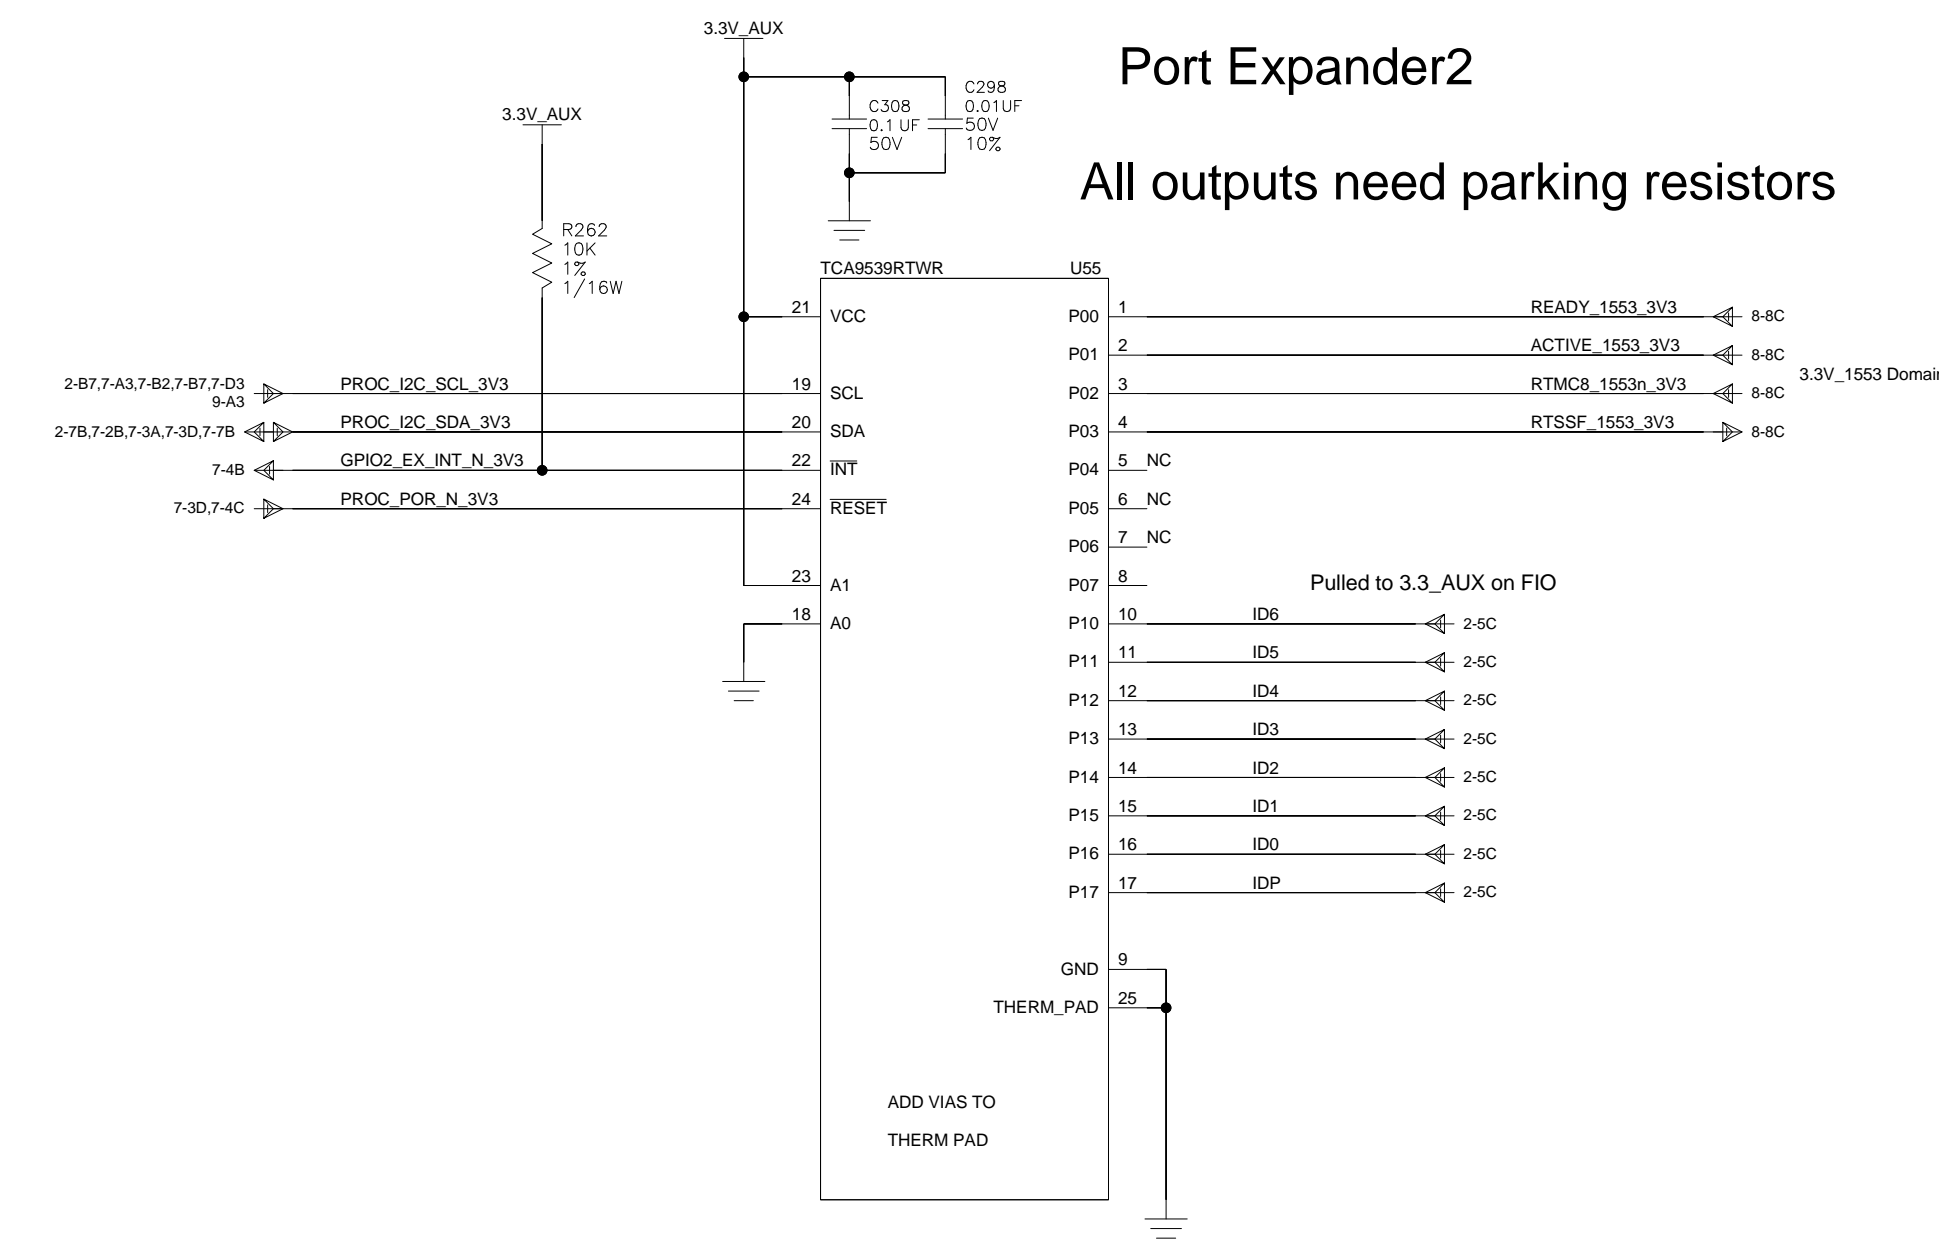 3.3V_AUX
Port Expander2
C298
0.01UF
50V
10%
C308
0.1 UF
50V
3.3V_AUX
All outputs need parking resistors
R262
10K
1%
1/16W
TCA9539RTWR
U55
21 VCC
P00 1 READY_1553_3V3 8-8C
P01 2 ACTIVE_1553_3V3 8-8C
3.3V_1553 Domain
2-B7,7-A3,7-B2,7-B7,7-D3
9-A3
PROC_I2C_SCL_3V3 19 SCL
P02 3 RTMC8_1553n_3V3 8-8C
2-7B,7-2B,7-3A,7-3D,7-7B PROC_I2C_SDA_3V3 20 SDA
P03 4 RTSSF_1553_3V3 8-8C
7-4B GPIO2_EX_INT_N_3V3 22 INT
P04 5 NC
7-3D,7-4C PROC_POR_N_3V3 24 RESET
P05 6 NC
P06 7 NC
23 A1
P07 8
Pulled to 3.3_AUX on FIO
18 A0
P10 10 ID6 2-5C
P11 11 ID5 2-5C
P12 12 ID4 2-5C
P13 13 ID3 2-5C
P14 14 ID2 2-5C
P15 15 ID1 2-5C
P16 16 ID0 2-5C
P17 17 IDP 2-5C
GND 9
THERM_PAD 25
ADD VIAS TO
THERM PAD